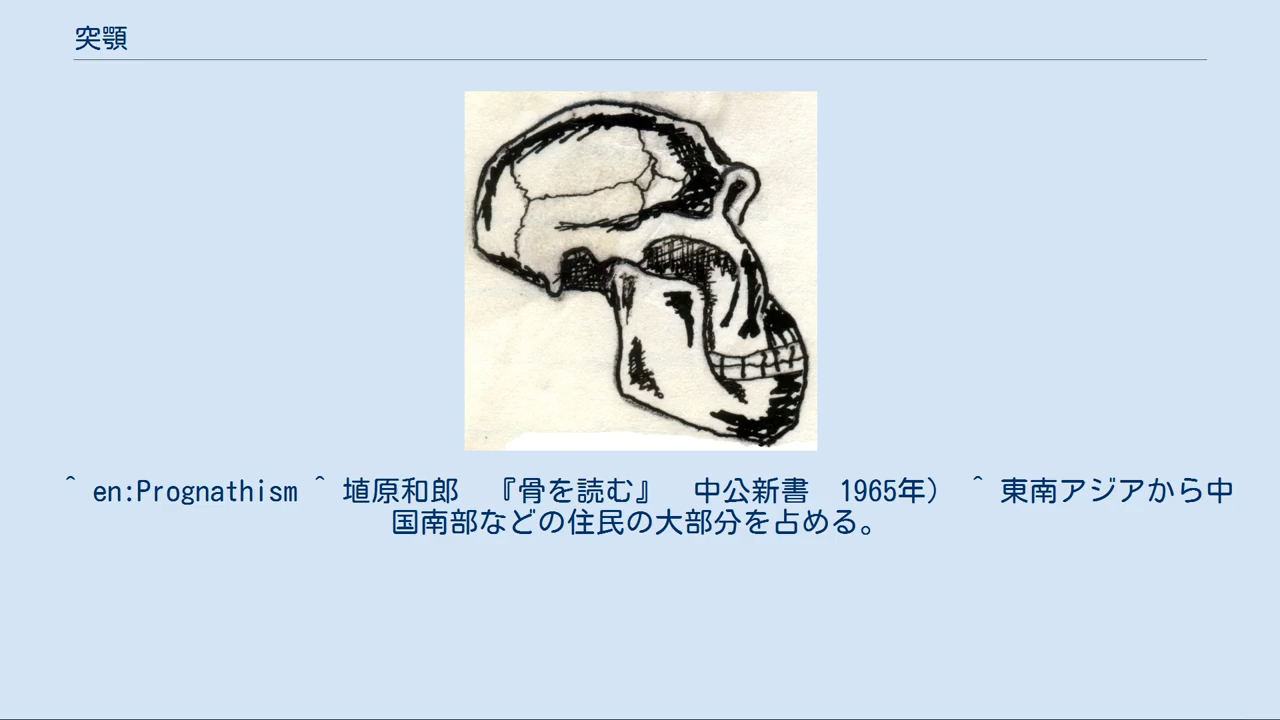 突顎
^ en:Prognathism ^ 埴原和郎　『骨を読む』　中公新書　1965年） ^ 東南アジアから中
国南部などの住民の大部分を占める。